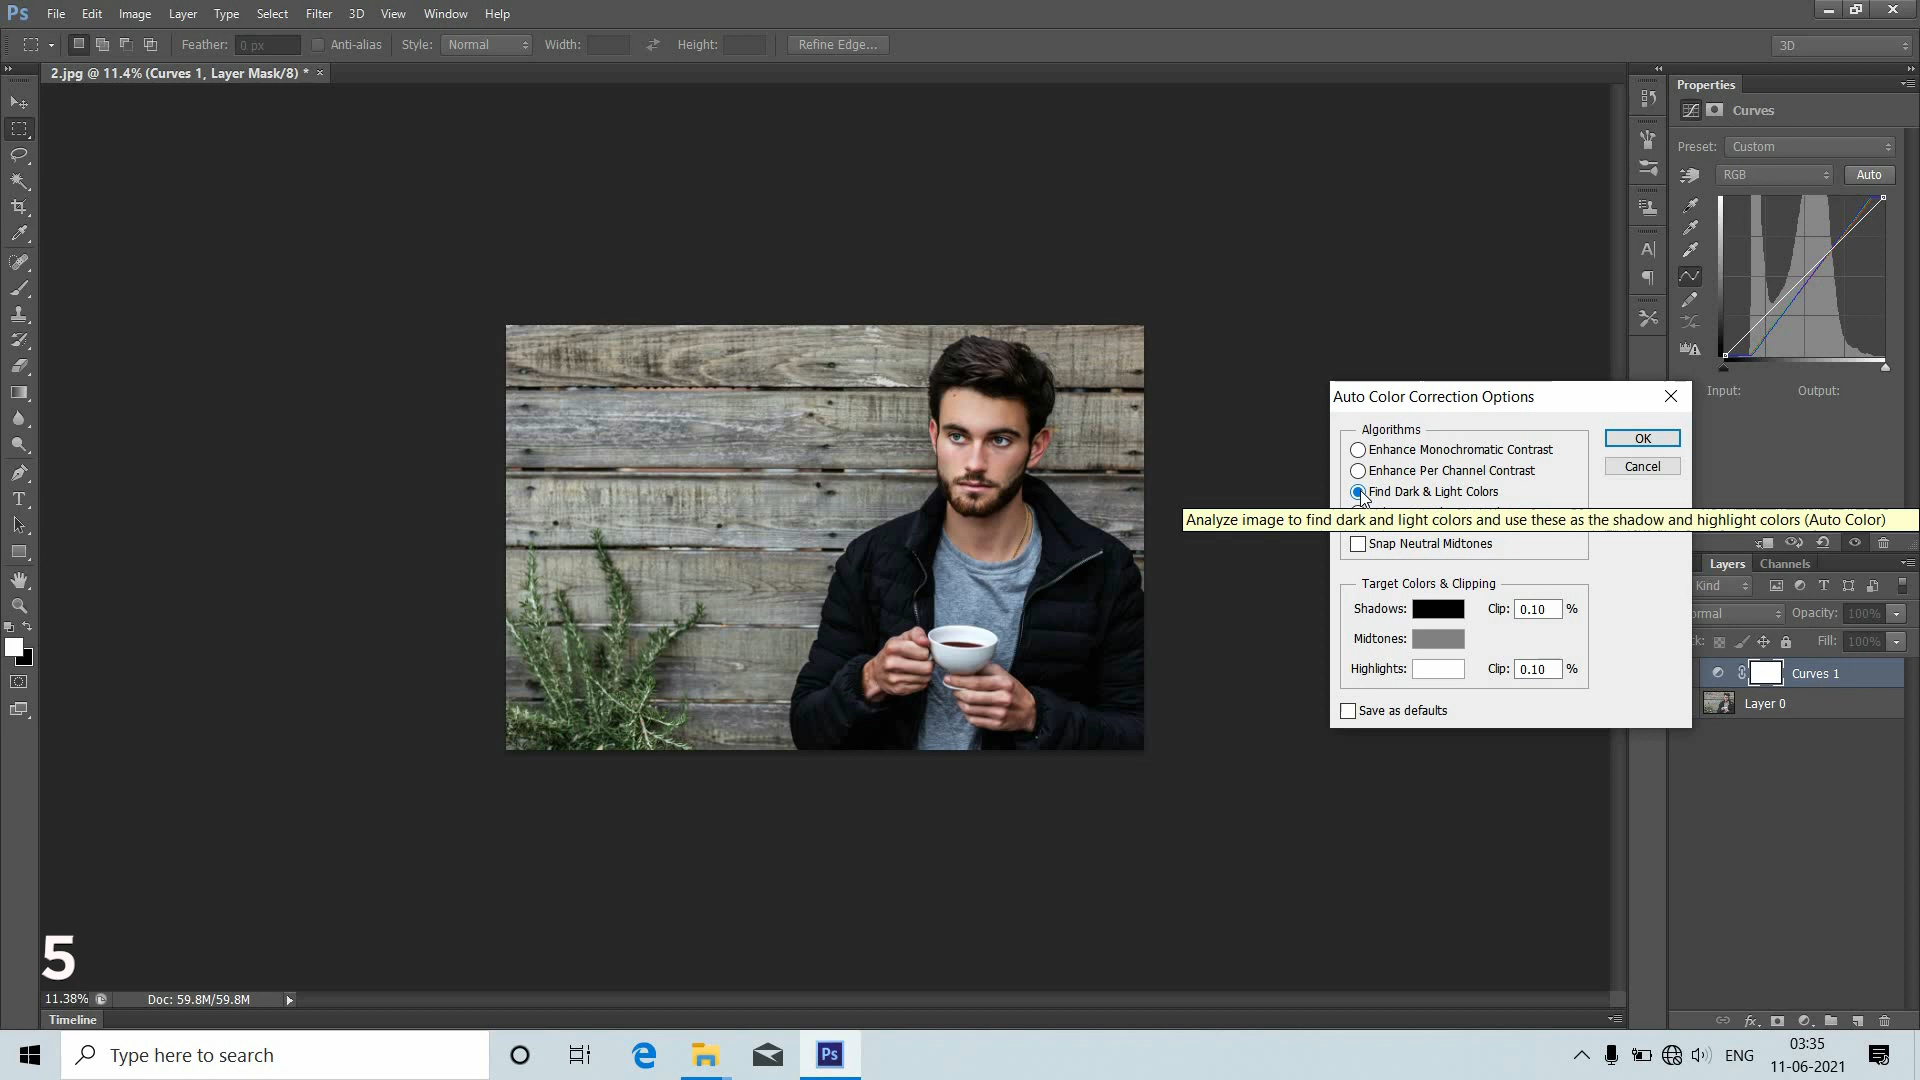 Ps File Edit Image Layer Type Select Filter 3D View Window Help
Feather: 0 px Anti-alias Style: Normal Width: Height: Refine Edge... 3D
2.jpg @ 11.4% (Curves 1, Layer Mask/8) * ×
Properties
Curves
Preset: Custom
RGB Auto
Input: Output:
Auto Color Correction Options
Algorithms
Enhance Monochromatic Contrast
Enhance Per Channel Contrast
Find Dark & Light Colors
OK
Cancel
Analyze image to find dark and light colors and use these as the shadow and highlight colors (Auto Color)
Snap Neutral Midtones
Target Colors & Clipping
Shadows: Clip: 0.10 %
Midtones:
Highlights: Clip: 0.10 %
Save as defaults
Layers Channels
Kind
Opacity: 100%
Fill: 100%
Curves 1
Layer 0
5
11.38% Doc: 59.8M/59.8M
Timeline
Type here to search
Ps
ENG
03:35
11-06-2021